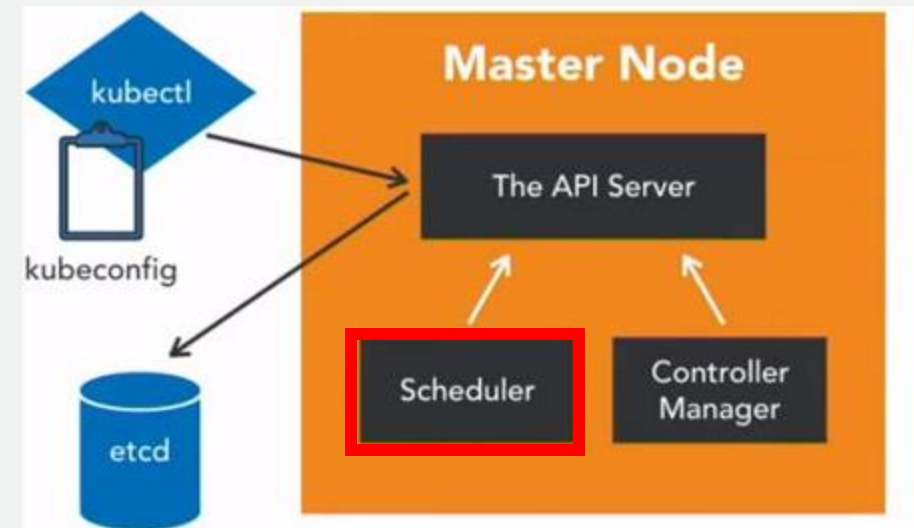 Master Node
kubectl
The API Server
kubeconfig
Scheduler
Controller
Manager
etcd